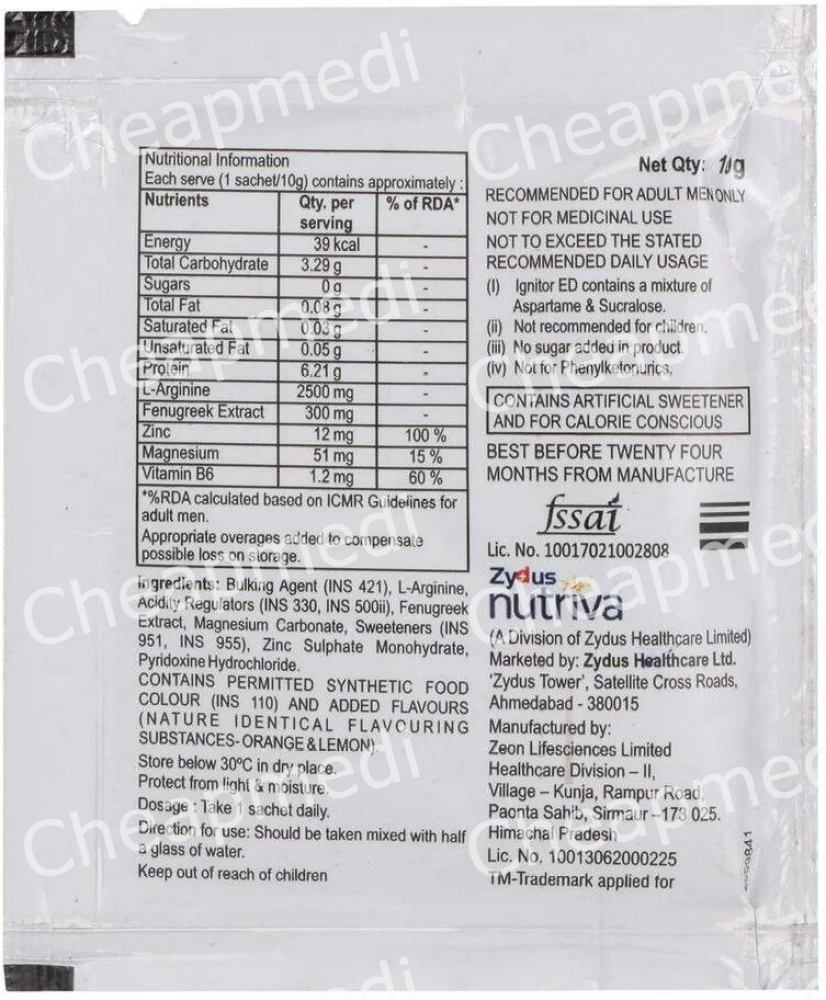 Cheapmedi
Cheapmedi
Nutritional Information
Each serve (1 sachet/10g) contains approximately :
Nutrients Qty. per serving % of RDA*
Energy 39 kcal -
Total Carbohydrate 3.29 g -
Sugars 0 g -
Total Fat 0.08 g -
Saturated Fat 0.03 g -
Unsaturated Fat 0.05 g -
Protein 6.21 g -
L-Arginine 2500 mg -
Fenugreek Extract 300 mg -
Zinc 12 mg 100 %
Magnesium 51 mg 15 %
Vitamin B6 1.2 mg 60 %
*%RDA calculated based on ICMR Guidelines for
adult men.
Appropriate overages added to compensate
possible loss on storage.
Ingredients: Bulking Agent (INS 421), L-Arginine,
Acidity Regulators (INS 330, INS 500ii), Fenugreek
Extract, Magnesium Carbonate, Sweeteners (INS
951, INS 955), Zinc Sulphate Monohydrate,
Pyridoxine Hydrochloride.
CONTAINS PERMITTED SYNTHETIC FOOD
COLOUR (INS 110) AND ADDED FLAVOURS
(NATURE IDENTICAL FLAVOURING
SUBSTANCES- ORANGE & LEMON)
Store below 30ºC in dry place.
Protect from light & moisture.
Dosage : Take 1 sachet daily.
Direction for use: Should be taken mixed with half
a glass of water.
Keep out of reach of children
Net Qty:
RECOMMENDED FOR ADULT MEN ONLY
NOT FOR MEDICINAL USE
NOT TO EXCEED THE STATED
RECOMMENDED DAILY USAGE
(I) Ignitor ED contains a mixture of
Aspartame & Sucralose.
(ii) Not recommended for children.
(iii) No sugar added in product.
(iv) Not for Phenylketonurics.
CONTAINS ARTIFICIAL SWEETENER
AND FOR CALORIE CONSCIOUS
BEST BEFORE TWENTY FOUR
MONTHS FROM MANUFACTURE
fssai
Lic. No. 10017021002808
Zydus
nutriva
(A Division of Zydus Healthcare Limited)
Marketed by: Zydus Healthcare Ltd.
'Zydus Tower', Satellite Cross Roads,
Ahmedabad - 380015
Manufactured by:
Zeon Lifesciences Limited
Healthcare Division – II,
Village – Kunja, Rampur Road,
Paonta Sahib, Sirmaur – 173 025.
Himachal Pradesh
Lic. No. 10013062000225
TM-Trademark applied for
Cheapmedi
Cheapmedi
Cheapmedi
Cheapmedi
Cheapmedi
Cheapmedi